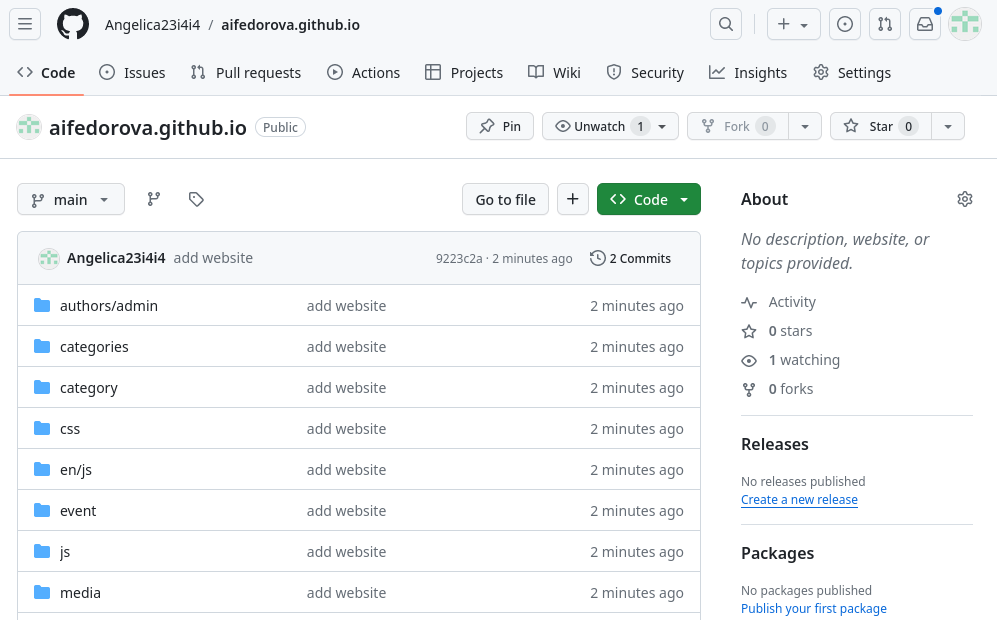 Angelica23i4i4 / aifedorova.github.io
Code Issues Pull requests Actions Projects Wiki Security Insights Settings
aifedorova.github.io Public Pin Unwatch 1 Fork 0 Star 0
main Go to file Code
Angelica23i4i4 add website 9223c2a · 2 minutes ago 2 Commits
authors/admin add website 2 minutes ago
categories add website 2 minutes ago
category add website 2 minutes ago
css add website 2 minutes ago
en/js add website 2 minutes ago
event add website 2 minutes ago
js add website 2 minutes ago
media add website 2 minutes ago
About
No description, website, or
topics provided.
Activity
0 stars
1 watching
0 forks
Releases
No releases published
Create a new release
Packages
No packages published
Publish your first package